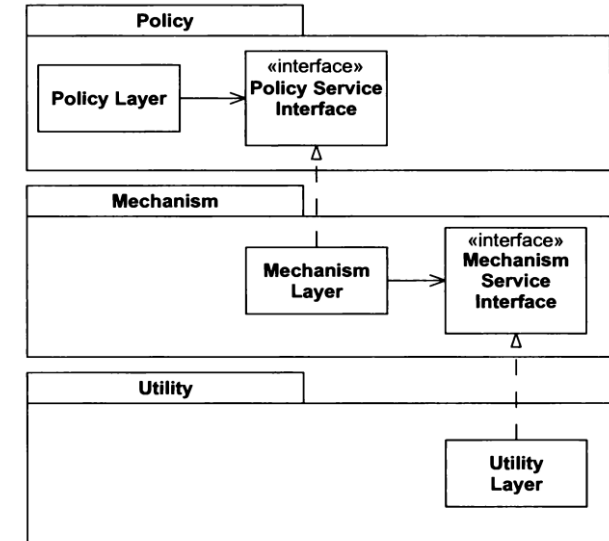 Policy
Policy Layer
«interface»
Policy Service
Interface
Mechanism
Mechanism
Layer
«interface»
Mechanism
Service
Interface
Utility
Utility
Layer